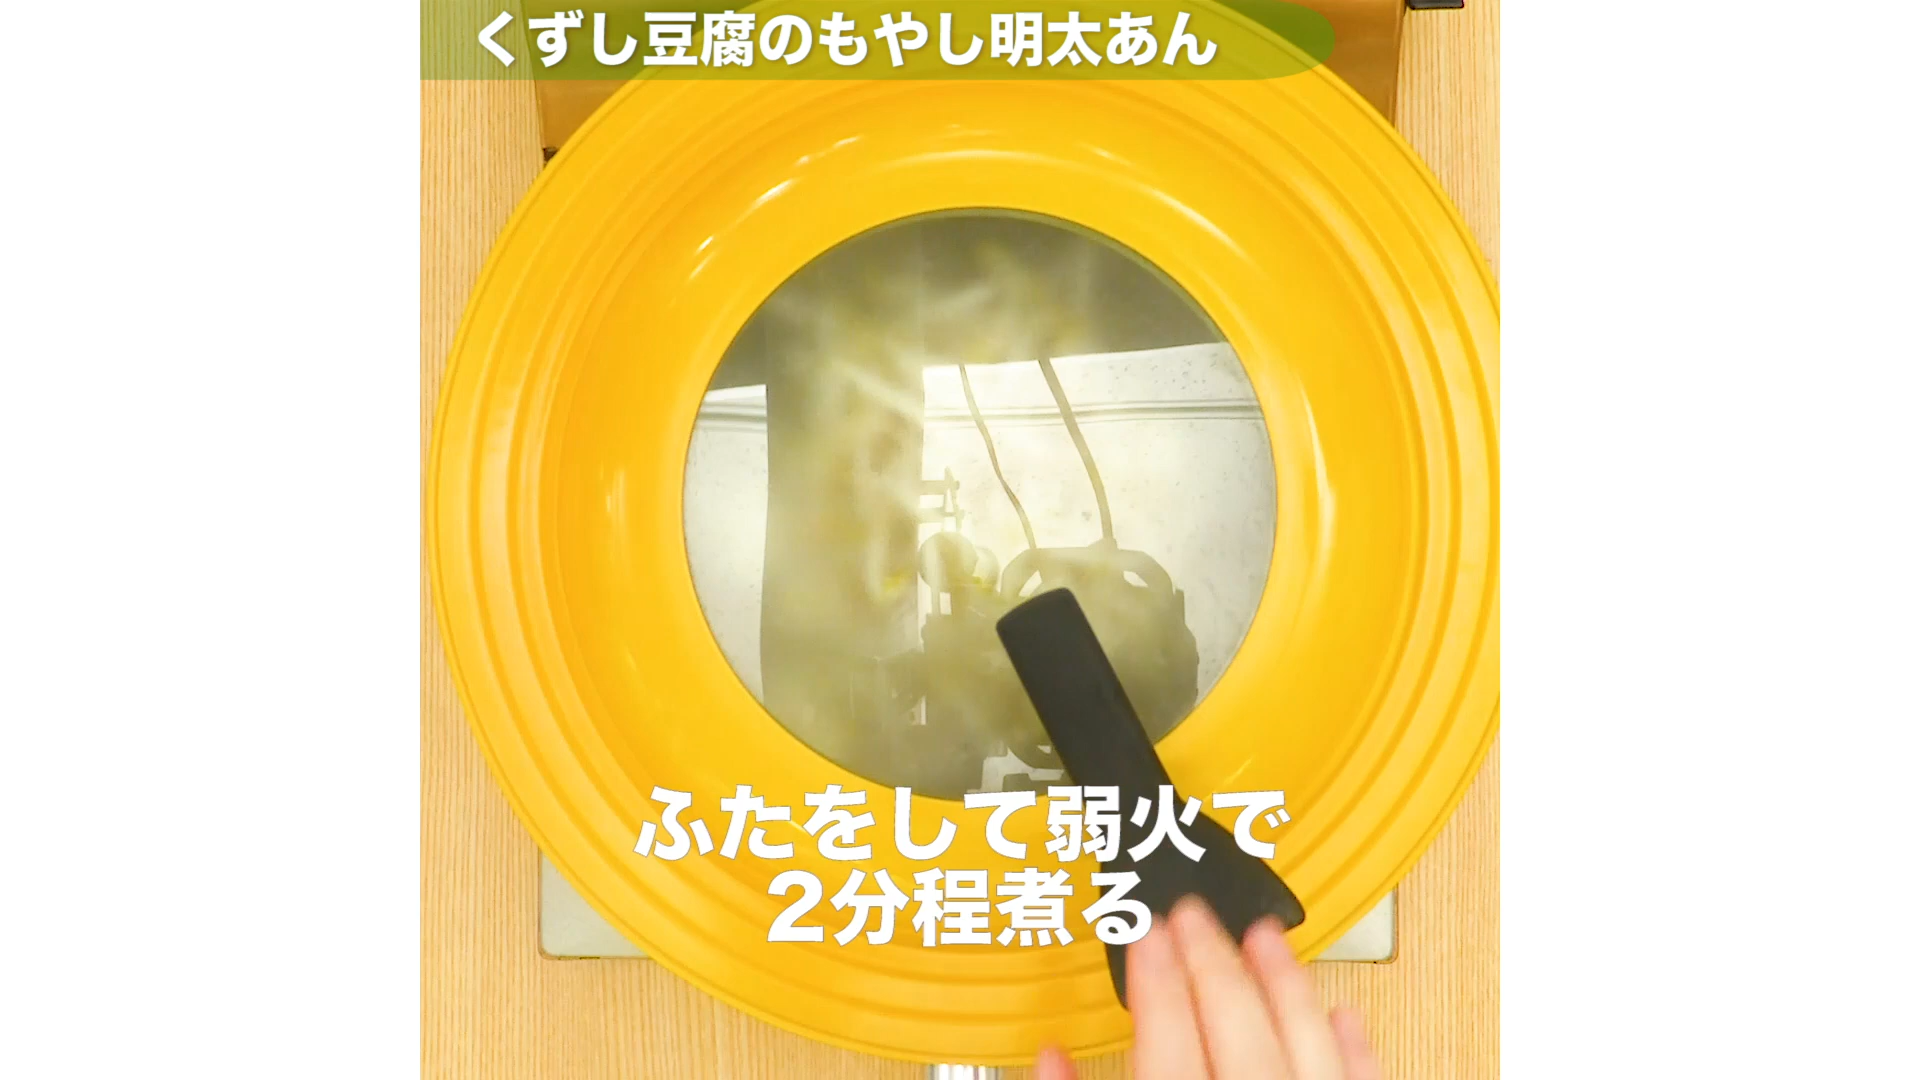 くずし豆腐のもやし明太あん
ふたをして弱火で
2分程煮る